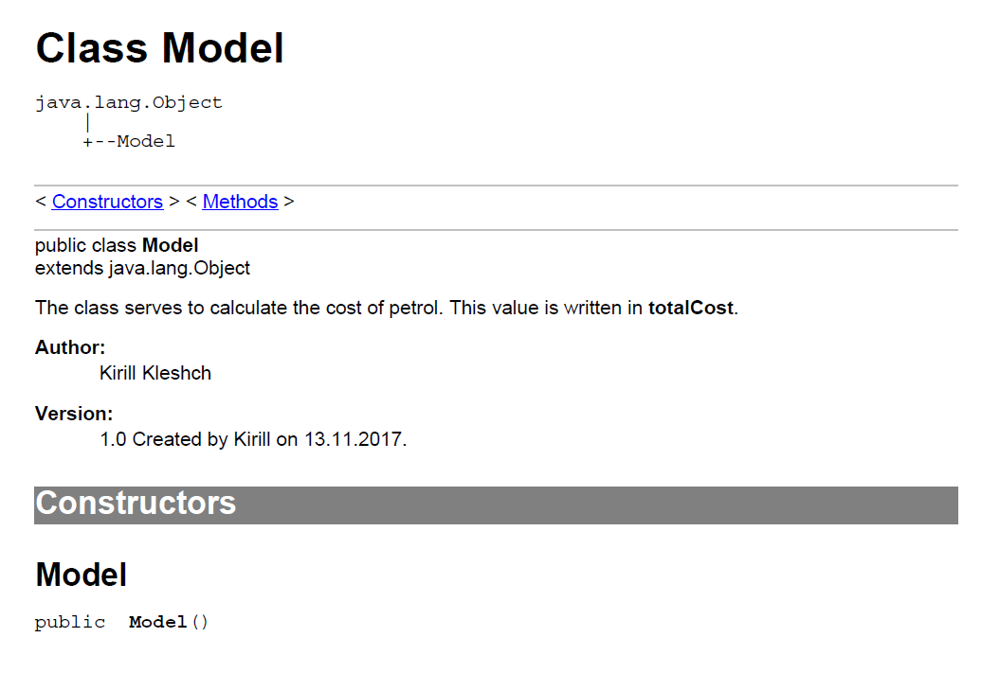 Class Model
java.lang.Object
|
+--Model
< Constructors > < Methods >
public class Model
extends java.lang.Object
The class serves to calculate the cost of petrol. This value is written in totalCost.
Author:
Kirill Kleshch
Version:
1.0 Created by Kirill on 13.11.2017.
Constructors
Model
public  Model()